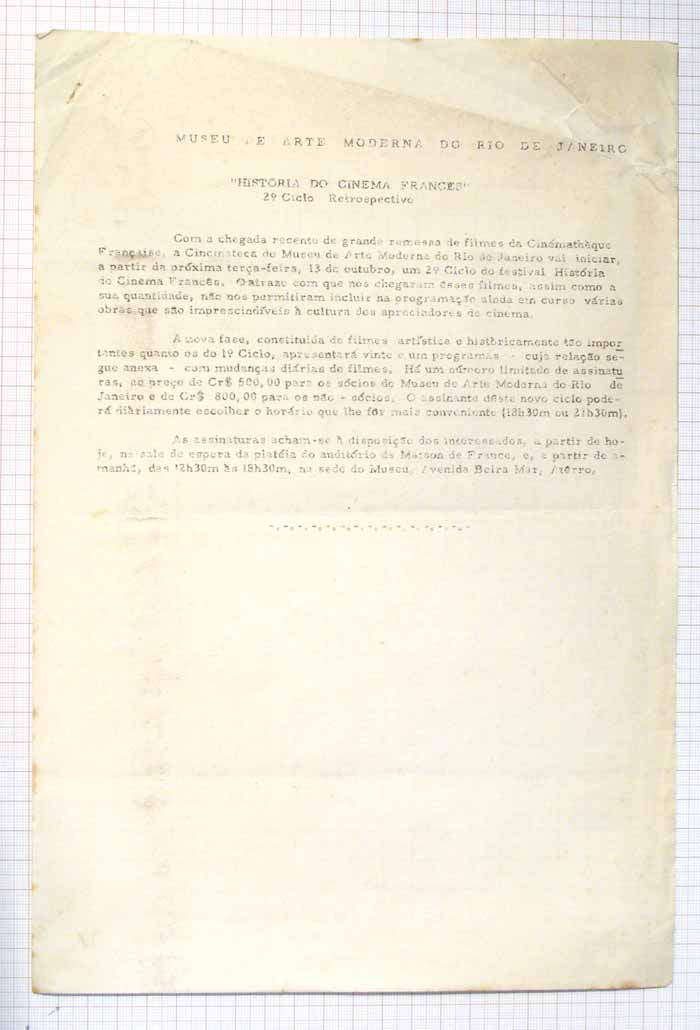 MUSEU DE ARTE MODERNA DO RIO DE JANEIRO
"HISTÓRIA DO CINEMA FRANCES"
2º Ciclo Retrospectivo
Com a chegada recente de grande remessa de filmes da Cinémathèque
Française, a Cinemateca do Museu de Arte Moderna do Rio de Janeiro vai iniciar,
a partir da próxima terça-feira, 13 de outubro, um 2º Ciclo do festival História
do Cinema Francês. O atrazo com que nos chegaram êsses filmes, assim como a
sua quantidade, não nos permitiram incluir na programação ainda em curso várias
obras que são imprescindíveis à cultura dos apreciadores de cinema.
A nova fase, constituída de filmes artística e històricamente tão impor
tantes quanto os do 1º Ciclo, apresentará vinte e um programas - cuja relação se-
gue anexa - com mudanças diárias de filmes. Há um número limitado de assinatu
ras, ao preço de Cr$ 500,00 para os sócios do Museu de Arte Moderna do Rio de
Janeiro e de Cr$ 800,00 para os não - sócios. O assinante dêste novo ciclo pode-
rá diàriamente escolher o horário que lhe fôr mais conveniente (18h30m ou 21h30m).
As assinaturas acham-se à disposição dos interessados, a partir de ho-
je, na sala de espera da platéia do auditório da Maison de France, e, a partir de a-
manhã, das 12h30m às 18h30m, na sede do Museu, Avenida Beira Mar, Atêrro.